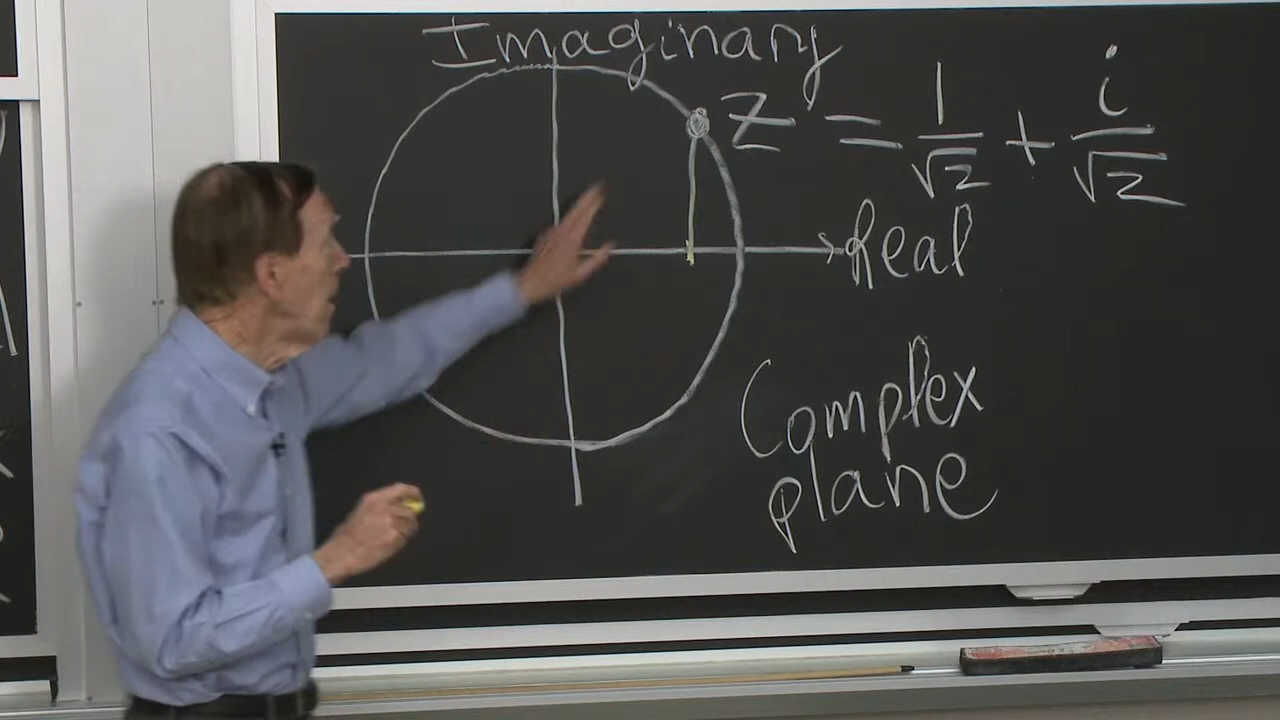 Imaginary
z = 1/√2 + i/√2
Real
Complex
plane